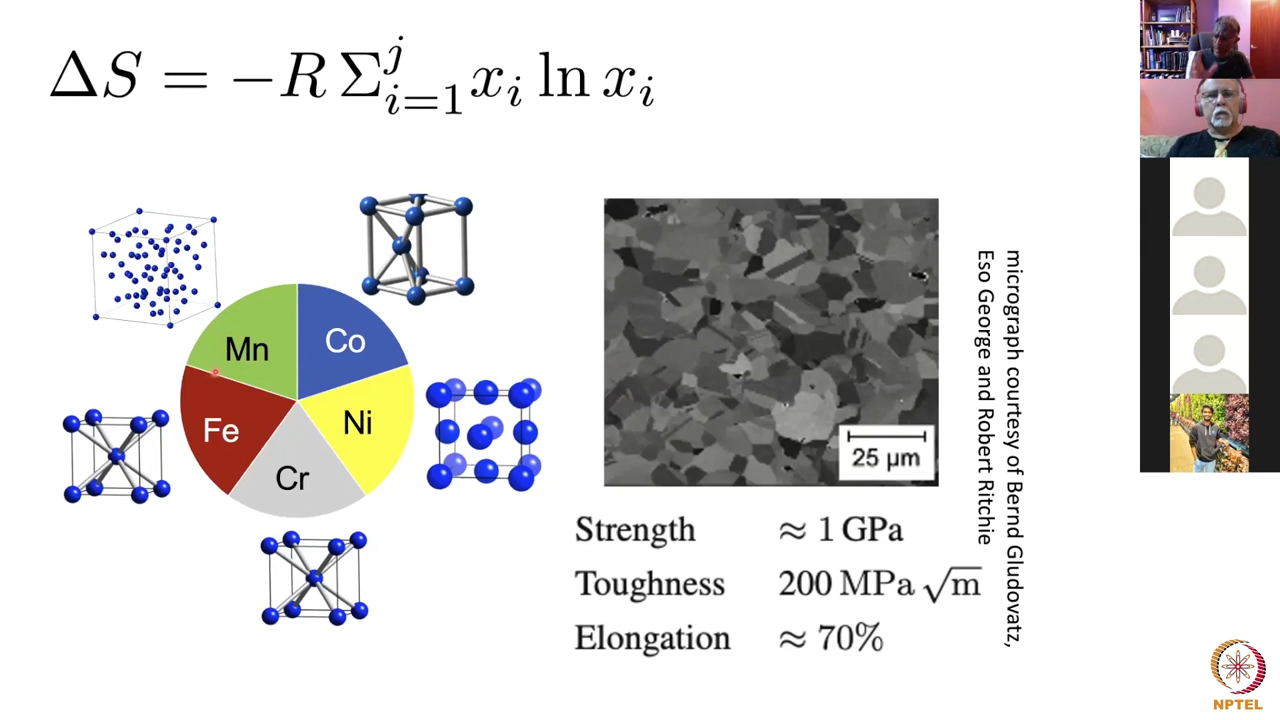 ΔS = −R Σ_{i=1}^{j} x_i ln x_i
Mn
Co
Fe
Ni
Cr
25 µm
Strength ≈ 1 GPa
Toughness 200 MPa √m
Elongation ≈ 70%
micrograph courtesy of Bernd Gludovatz,
Eso George and Robert Ritchie
NPTEL